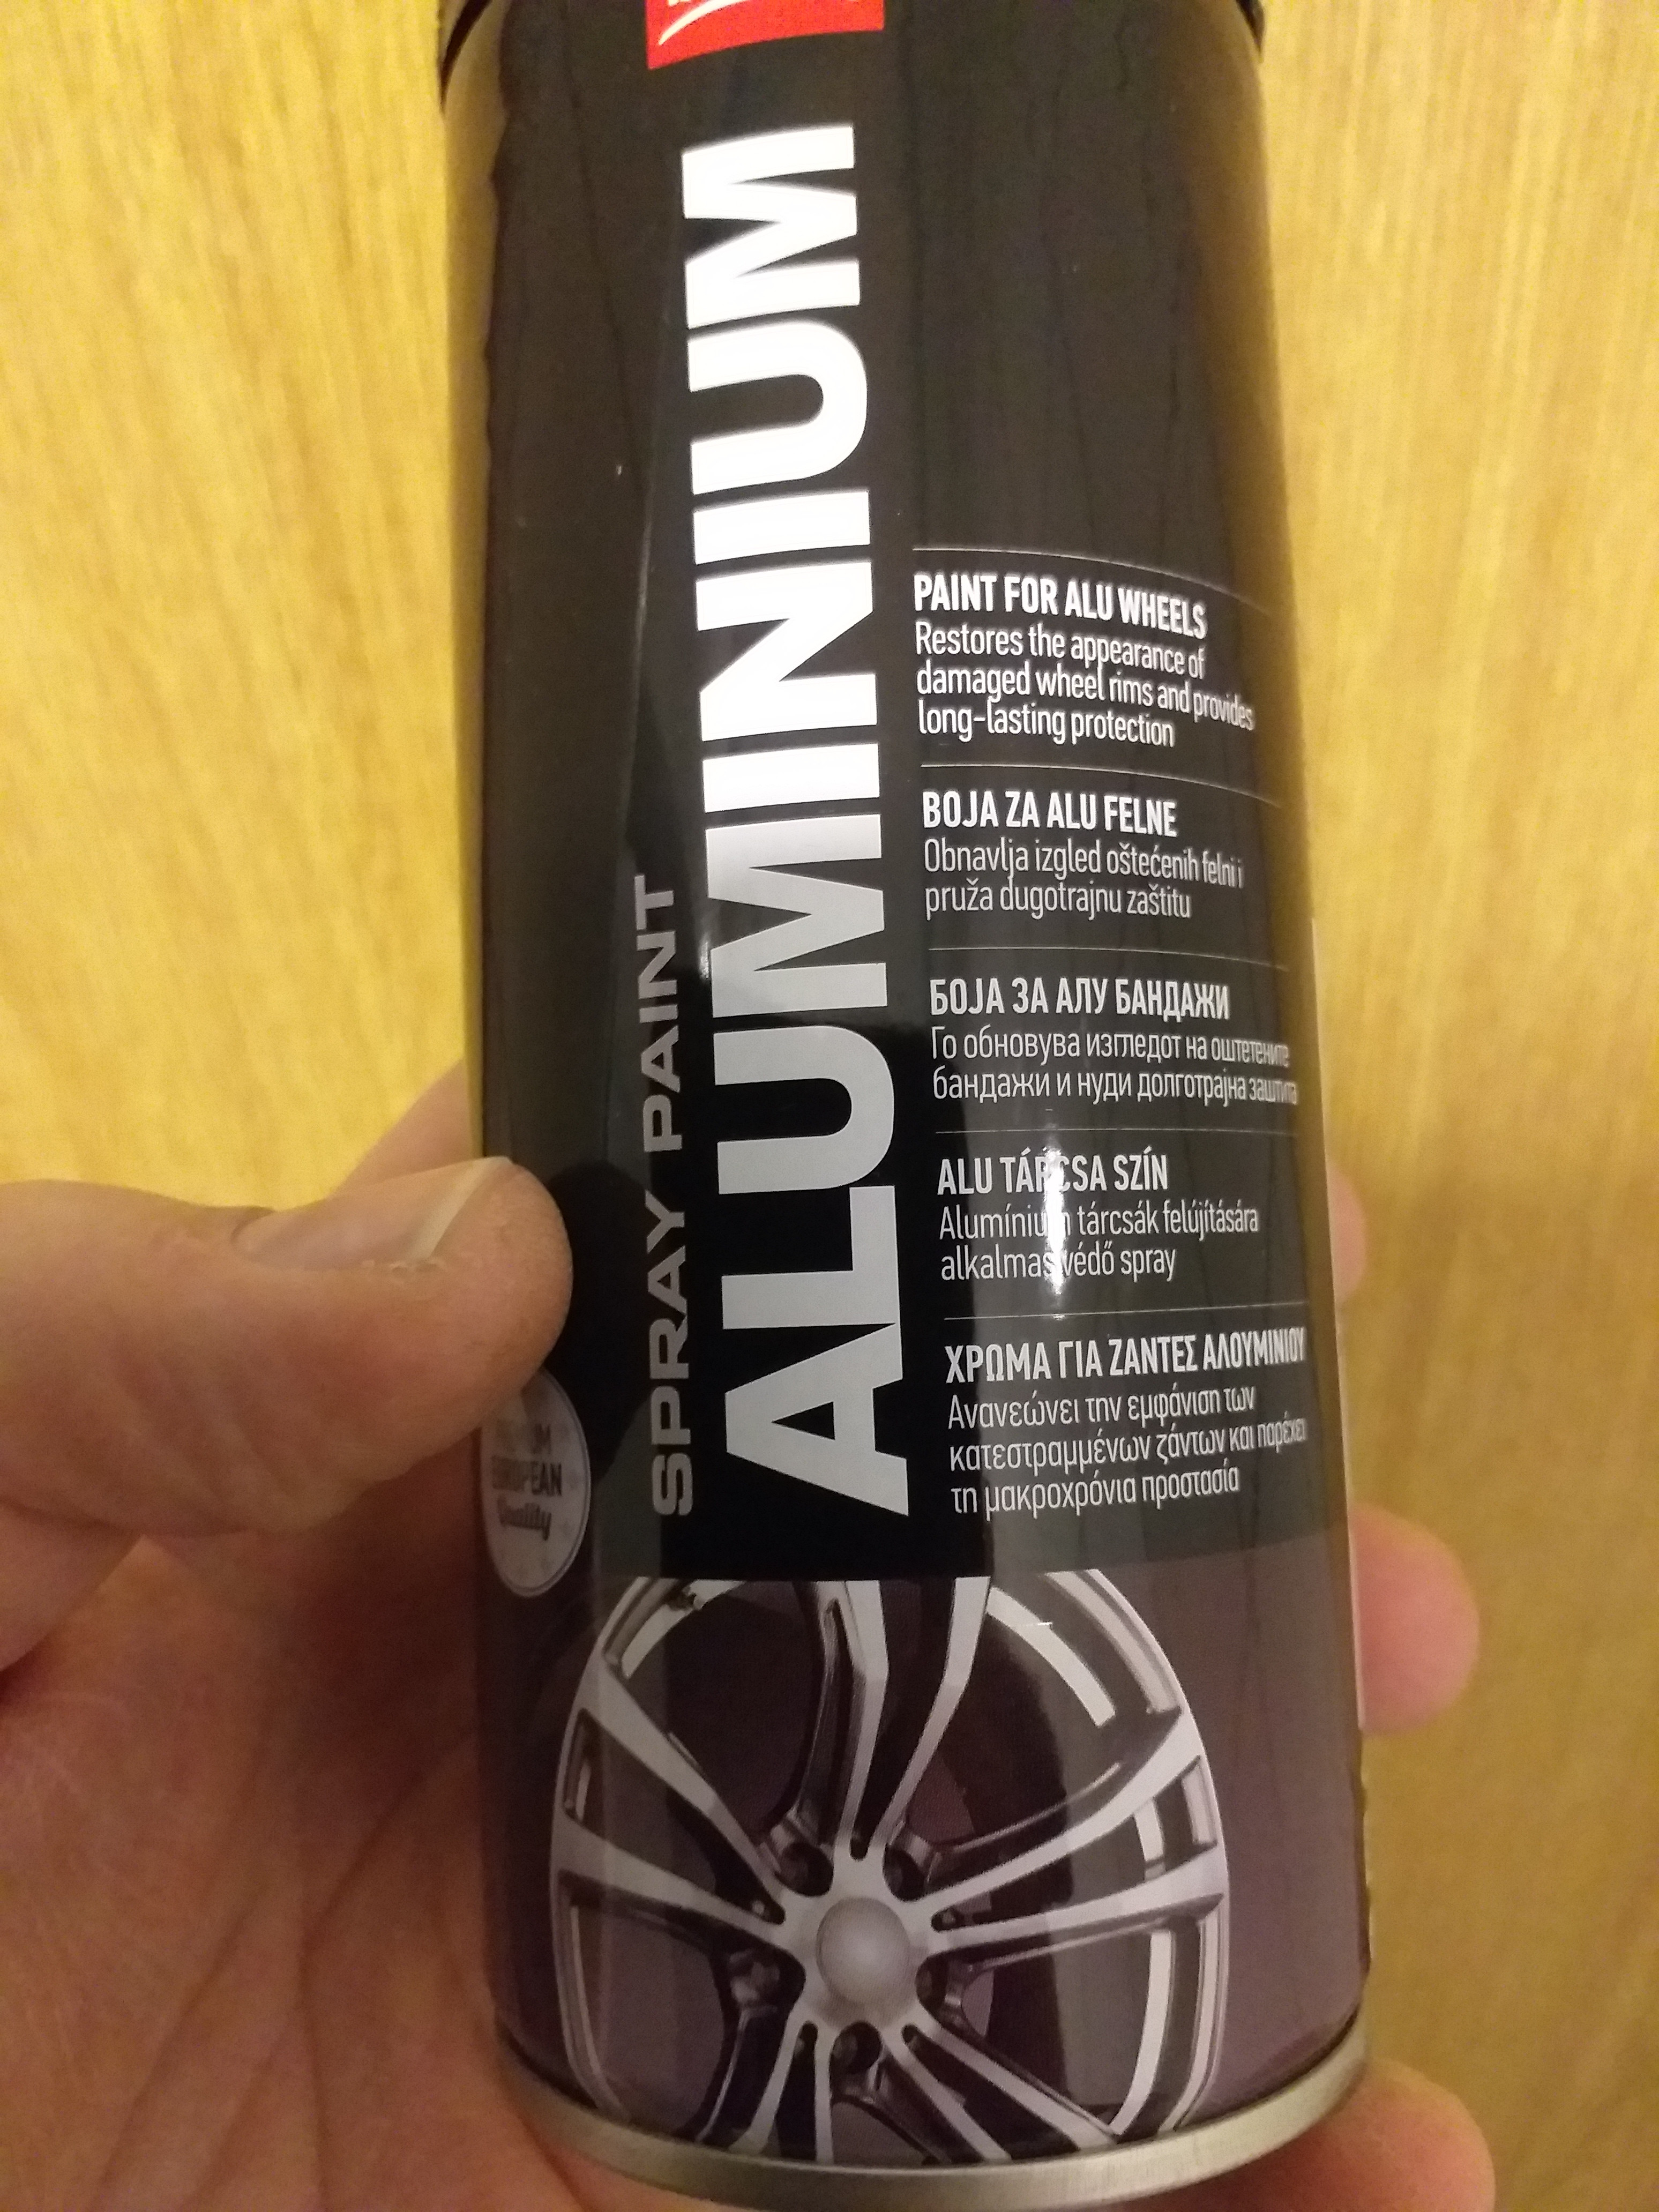 SPRAY PAINT
ALUMINIUM
PAINT FOR ALU WHEELS
Restores the appearance of
damaged wheel rims and provides
long-lasting protection
BOJA ZA ALU FELNE
Obnavlja izgled oštećenih felni i
pruža dugotrajnu zaštitu
БОЈА ЗА АЛУ БАНДАЖИ
Го обновува изгледот на оштетените
бандажи и нуди долготрајна заштита
ALU TÁRCSA SZÍN
Alumínium tárcsák felújítására
alkalmas védő spray
ΧΡΩΜΑ ΓΙΑ ΖΑΝΤΕΣ ΑΛΟΥΜΙΝΙΟΥ
Ανανεώνει την εμφάνιση των
κατεστραμμένων ζάντων και παρέχει
τη μακροχρόνια προστασία
EUROPEAN
Quality